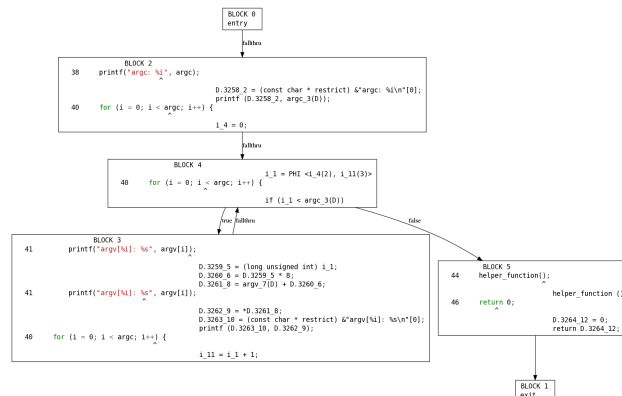 BLOCK 0
entry
fallthru
BLOCK 2
38 printf("argc: %i", argc);
^
D.3258_2 = (const char * restrict) &"argc: %i\n"[0];
printf (D.3258_2, argc_3(D));
40 for (i = 0; i < argc; i++) {
^
i_4 = 0;
fallthru
BLOCK 4
i_1 = PHI <i_4(2), i_11(3)>
40 for (i = 0; i < argc; i++) {
^
if (i_1 < argc_3(D))
true fallthru
false
BLOCK 3
41 printf("argv[%i]: %s", argv[i]);
^
D.3259_5 = (long unsigned int) i_1;
D.3260_6 = D.3259_5 * 8;
D.3261_8 = argv_7(D) + D.3260_6;
41 printf("argv[%i]: %s", argv[i]);
^
D.3262_9 = *D.3261_8;
D.3263_10 = (const char * restrict) &"argv[%i]: %s\n"[0];
printf (D.3263_10, D.3262_9);
40 for (i = 0; i < argc; i++) {
^
i_11 = i_1 + 1;
BLOCK 5
44 helper_function();
^
helper_function ()
46 return 0;
^
D.3264_12 = 0;
return D.3264_12;
BLOCK 1
exit